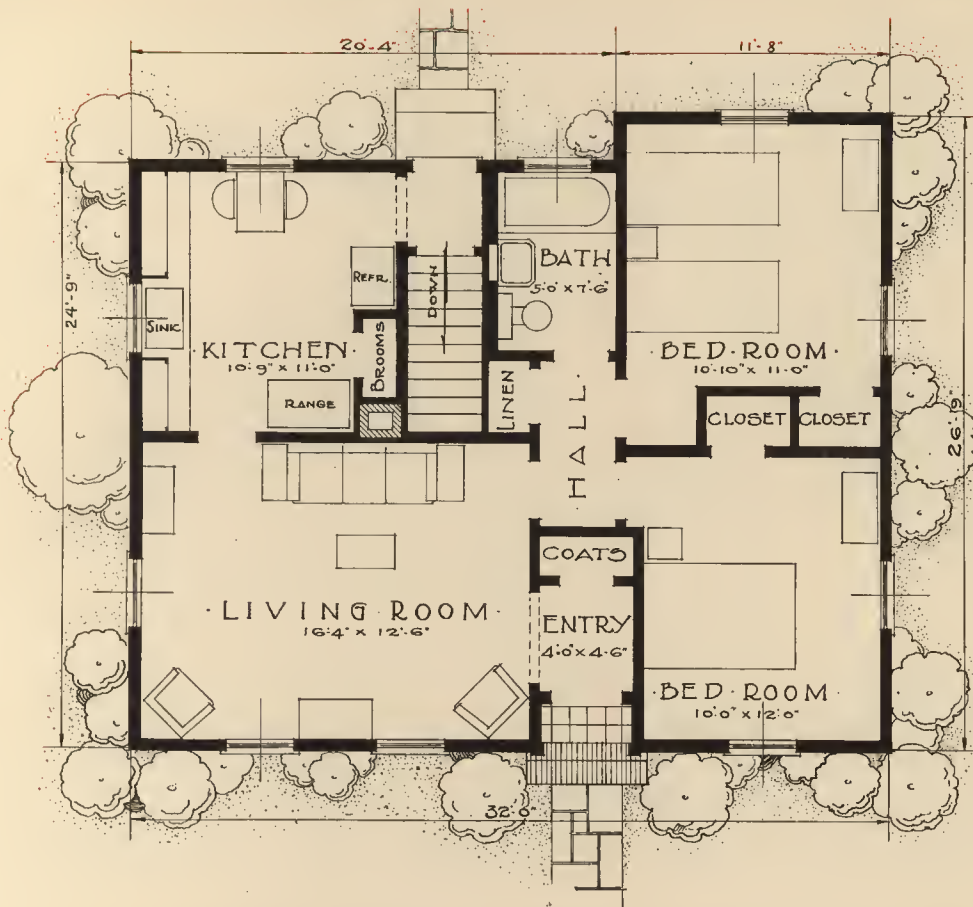 20'-4"
11'-8"
24'-9"
SINK
·KITCHEN·
10'-9" x 11'-0"
REFR.
BROOMS
RANGE
DOWN
BATH
5'-0" x 7'-6"
LINEN
HALL
·BED·ROOM·
10'-10" x 11'-0"
CLOSET
CLOSET
26'-9"
·LIVING ROOM·
16'-4" x 12'-6"
COATS
ENTRY
4'-0" x 4'-6"
·BED·ROOM·
10'-0" x 12'-0"
32'-0"